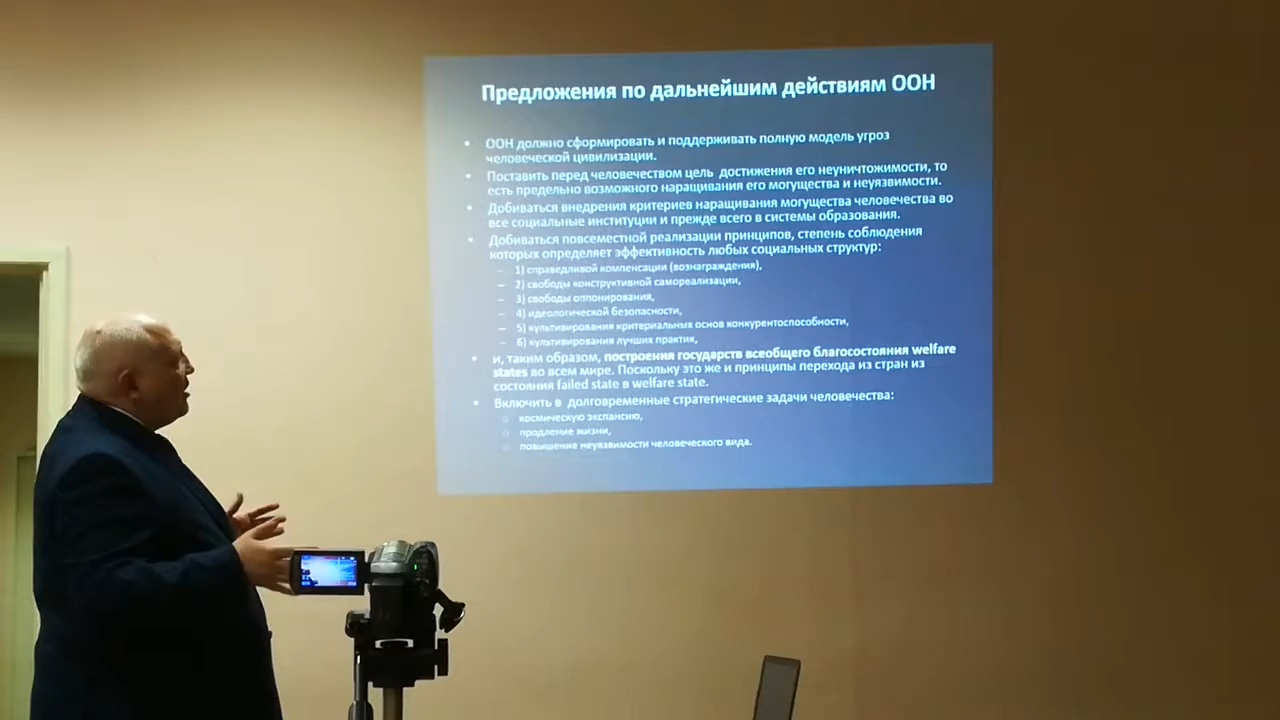 Предложения по дальнейшим действиям ООН
• ООН должно сформировать и поддерживать полную модель угроз
человеческой цивилизации.
• Поставить перед человечеством цель достижения его неуничтожимости, то
есть предельно возможного наращивания его могущества и неуязвимости.
• Добиваться внедрения критериев наращивания могущества человечества во
все социальные институции и прежде всего в системы образования.
• Добиваться повсеместной реализации принципов, степень соблюдения
которых определяет эффективность любых социальных структур:
– 1) справедливой компенсации (вознаграждения),
– 2) свободы конструктивной самореализации,
– 3) свободы оппонирования,
– 4) идеологической безопасности,
– 5) культивирования критериальных основ конкурентоспособности,
– 6) культивирования лучших практик,
• и, таким образом, построения государств всеобщего благосостояния welfare
states во всем мире. Поскольку это же и принципы перехода из стран из
состояния failed state в welfare state.
• Включить в долговременные стратегические задачи человечества:
космическую экспансию,
продление жизни,
повышение неуязвимости человеческого вида.